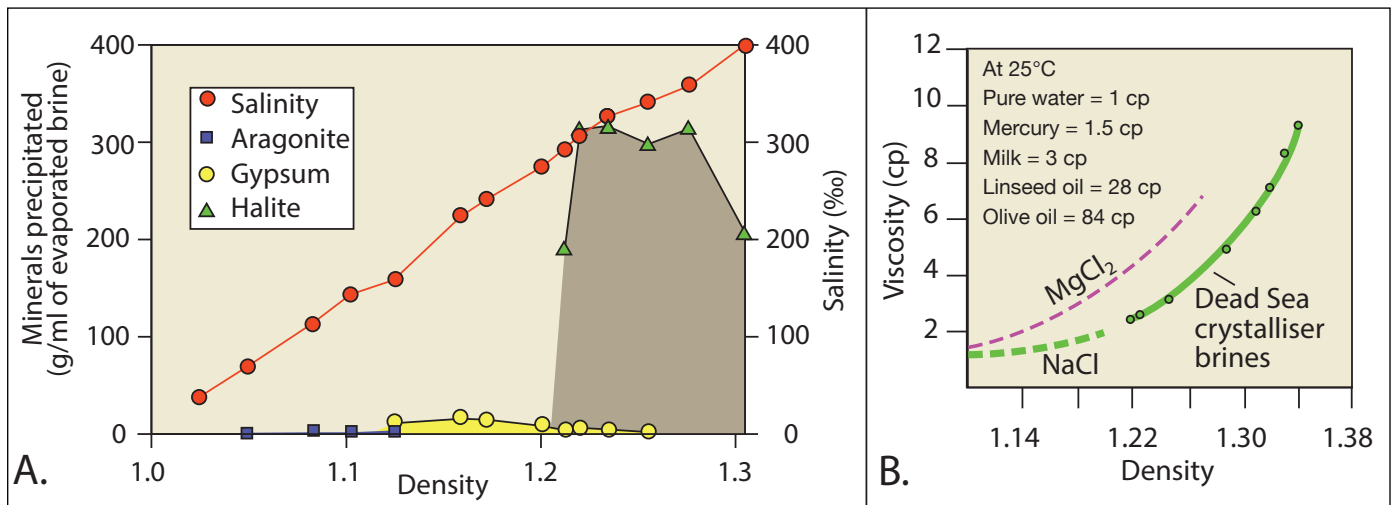 400
300
200
100
0
Minerals precipitated
(g/ml of evaporated brine)
Salinity
Aragonite
Gypsum
Halite
400
300
200
100
0
Salinity (‰)
1.0
1.1
1.2
1.3
Density
A.
12
10
8
6
4
2
Viscosity (cp)
At 25°C
Pure water = 1 cp
Mercury = 1.5 cp
Milk = 3 cp
Linseed oil = 28 cp
Olive oil = 84 cp
MgCl2
NaCl
Dead Sea
crystalliser
brines
1.14
1.22
1.30
1.38
Density
B.